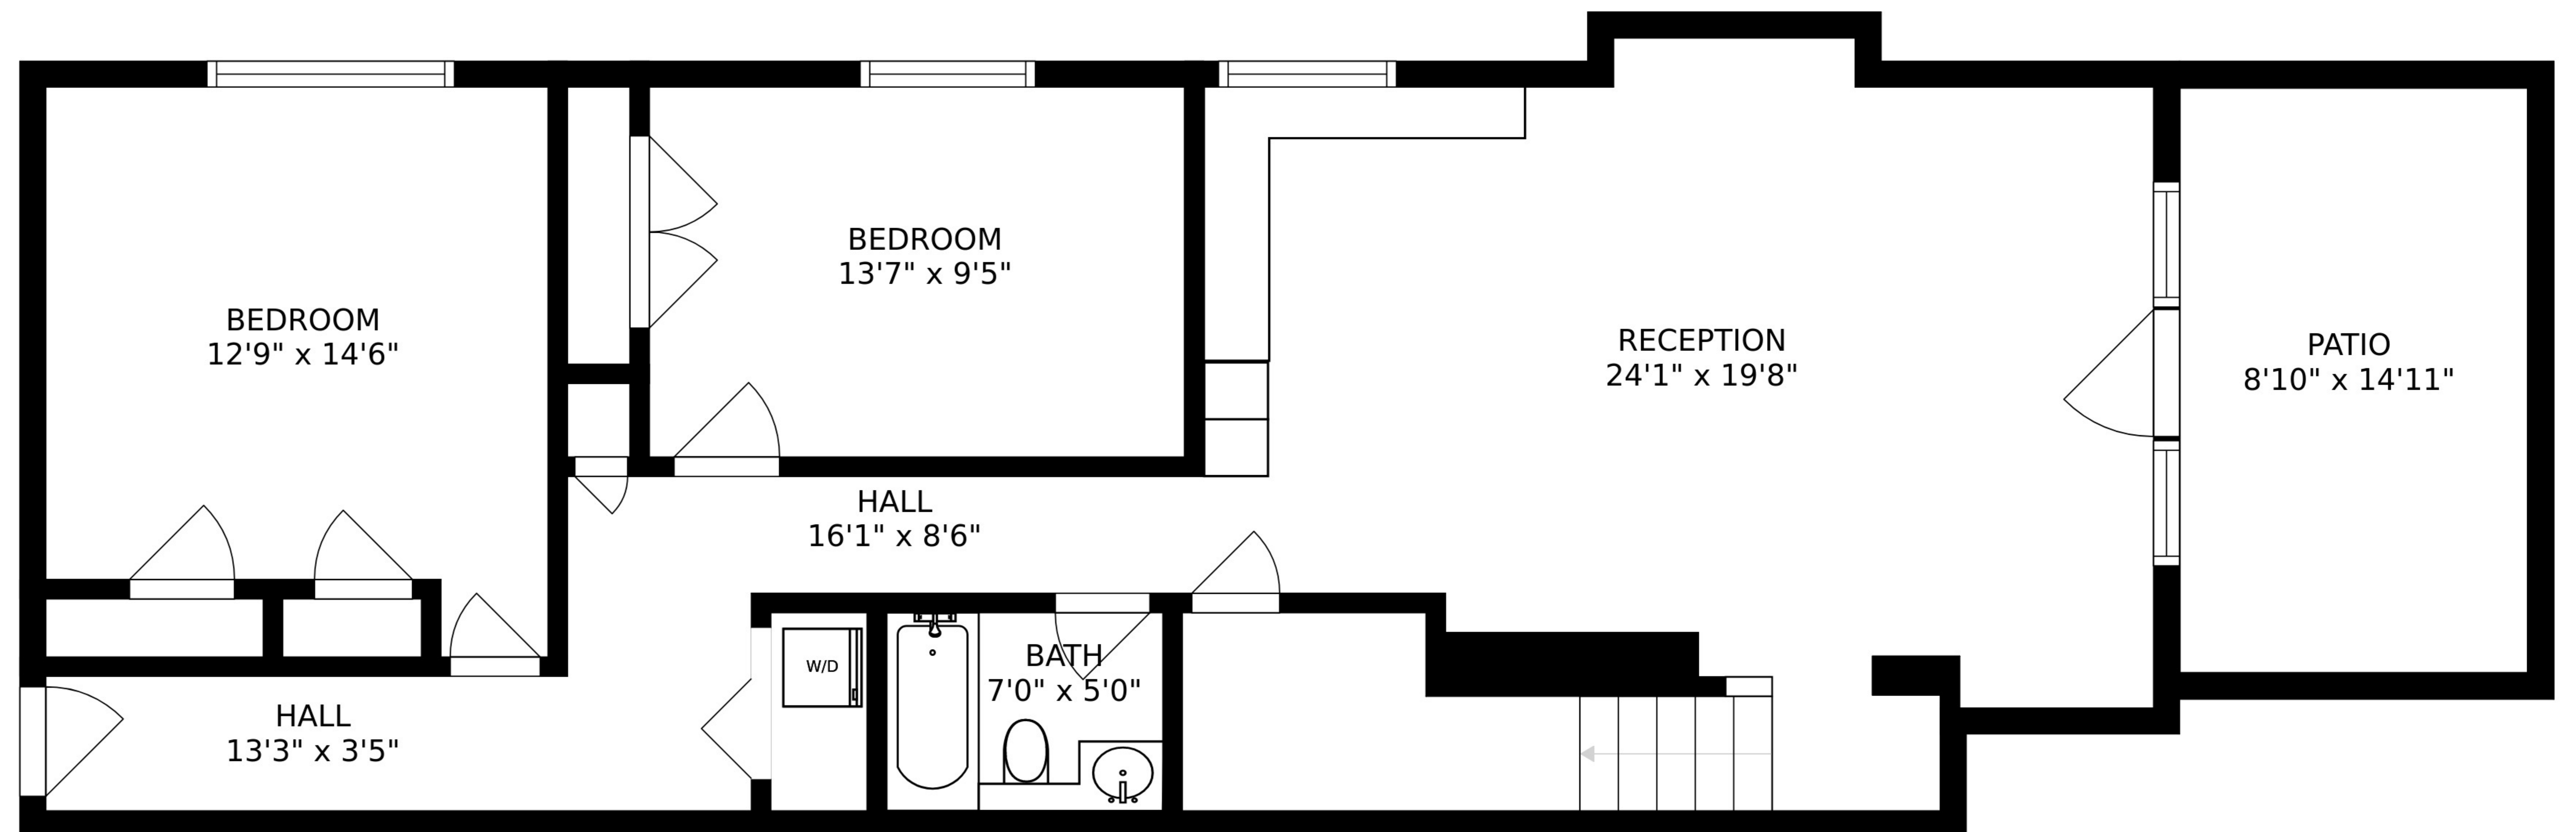 BEDROOM
12'9" x 14'6"
BEDROOM
13'7" x 9'5"
RECEPTION
24'1" x 19'8"
PATIO
8'10" x 14'11"
HALL
16'1" x 8'6"
HALL
13'3" x 3'5"
W/D
BATH
7'0" x 5'0"